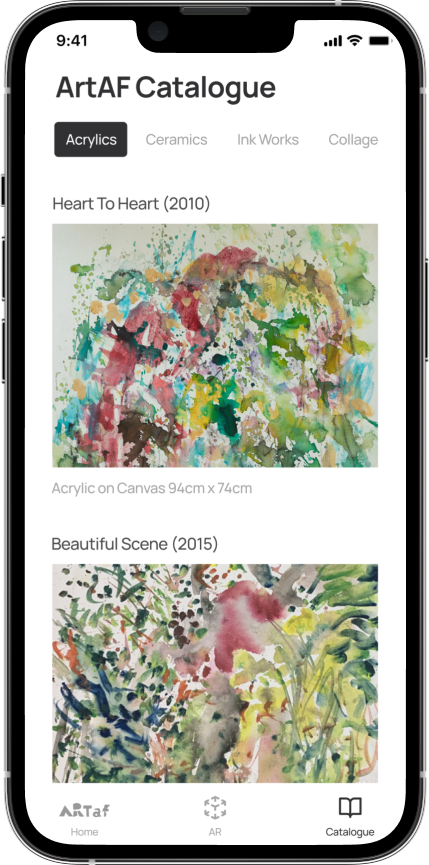 9:41
ArtAF Catalogue
Acrylics Ceramics Ink Works Collage
Heart To Heart (2010)
Acrylic on Canvas 94cm x 74cm
Beautiful Scene (2015)
ARTaf
Home AR Catalogue